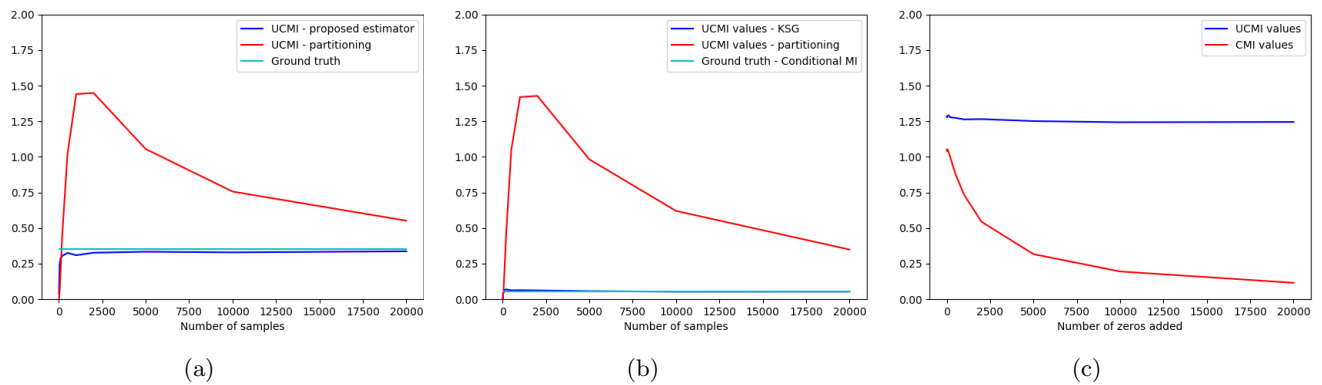 2.00
1.75
1.50
1.25
1.00
0.75
0.50
0.25
0.00
UCMI - proposed estimator
UCMI - partitioning
Ground truth
0 2500 5000 7500 10000 12500 15000 17500 20000
Number of samples
(a)
2.00
1.75
1.50
1.25
1.00
0.75
0.50
0.25
0.00
UCMI values - KSG
UCMI values - partitioning
Ground truth - Conditional MI
0 2500 5000 7500 10000 12500 15000 17500 20000
Number of samples
(b)
2.00
1.75
1.50
1.25
1.00
0.75
0.50
0.25
0.00
UCMI values
CMI values
0 2500 5000 7500 10000 12500 15000 17500 20000
Number of zeros added
(c)